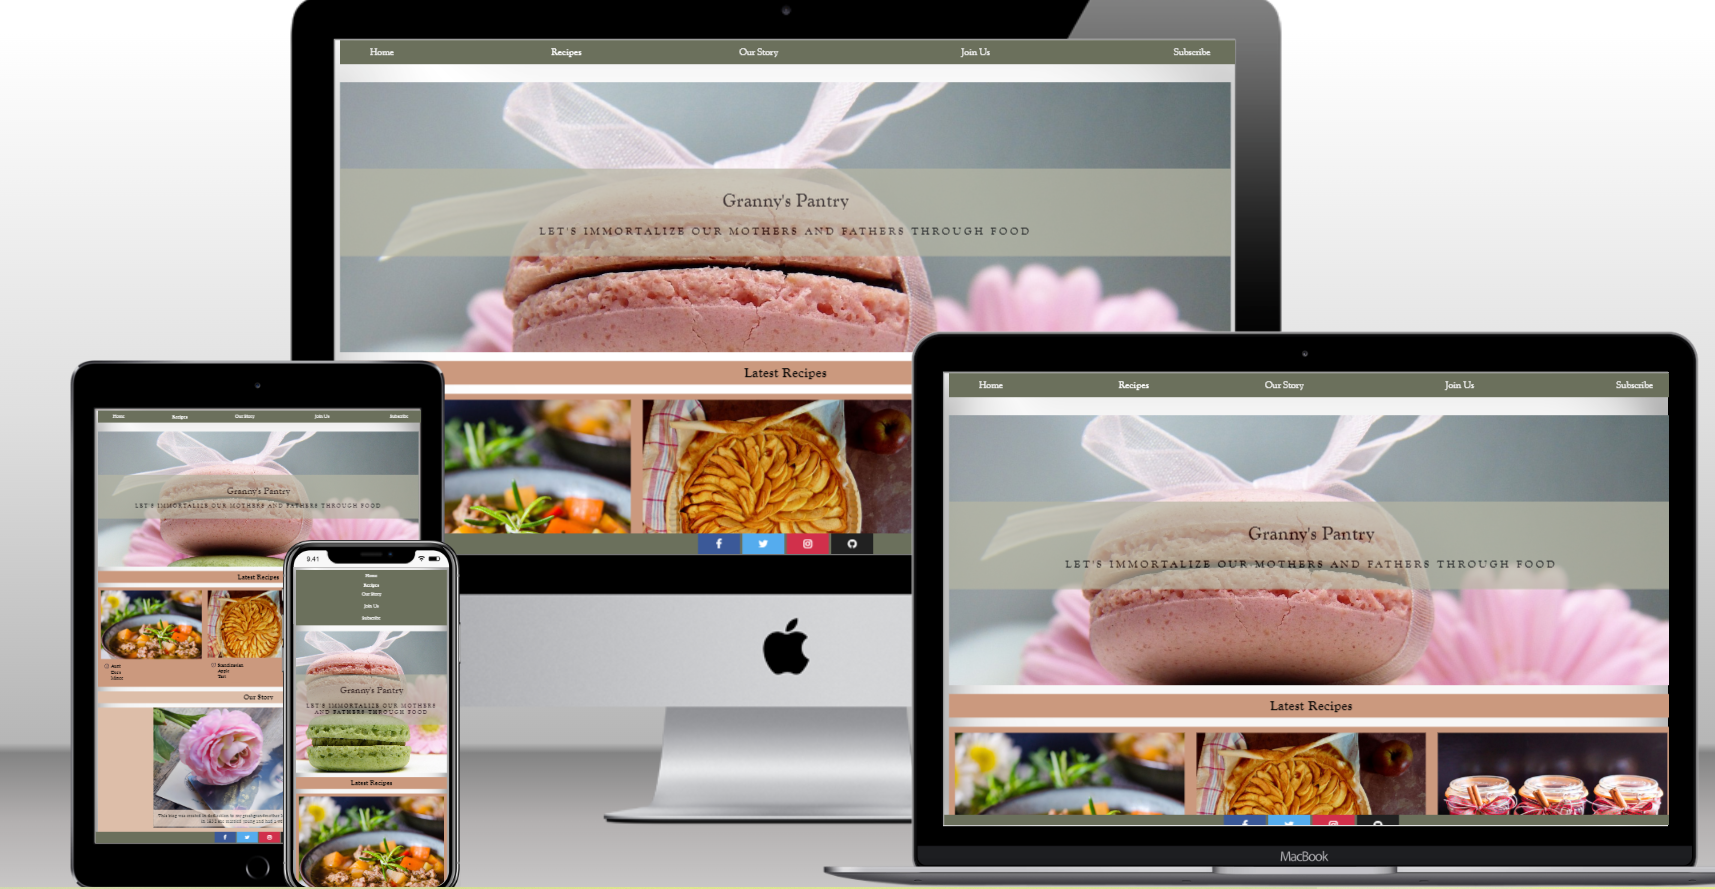 Home Recipes Our Story Join Us Subscribe
Granny's Pantry
LET'S IMMORTALIZE OUR MOTHERS AND FATHERS THROUGH FOOD
Latest Recipes
Home Recipes Our Story Join Us Subscribe
Granny's Pantry
LET'S IMMORTALIZE OUR MOTHERS AND FATHERS THROUGH FOOD
Latest Recipes
MacBook
Home Recipes Our Story Join Us Subscribe
Granny's Pantry
LET'S IMMORTALIZE OUR MOTHERS AND FATHERS THROUGH FOOD
Latest Recipes
Scandinavian
Apple
Tart
Our Story
9:41
Home
Recipes
Our Story
Join Us
Subscribe
Granny's Pantry
LET'S IMMORTALIZE OUR MOTHERS
AND FATHERS THROUGH FOOD
Latest Recipes